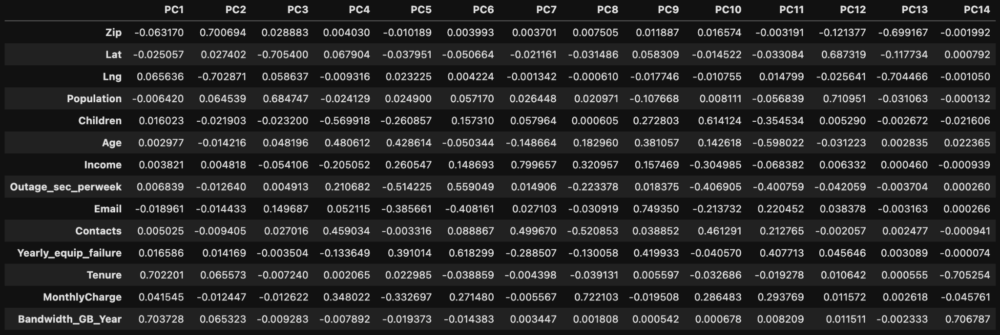 PC1 PC2 PC3 PC4 PC5 PC6 PC7 PC8 PC9 PC10 PC11 PC12 PC13 PC14
Zip -0.063170 0.700694 0.028883 0.004030 -0.010189 0.003993 0.003701 0.007505 0.011887 0.016574 -0.003191 -0.121377 -0.699167 -0.001992
Lat -0.025057 0.027402 -0.705400 0.067904 -0.037951 -0.050664 -0.021161 -0.031486 0.058309 -0.014522 -0.033084 0.687319 -0.117734 0.000792
Lng 0.065636 -0.702871 0.058637 -0.009316 0.023225 0.004224 -0.001342 -0.000610 -0.017746 -0.010755 0.014799 -0.025641 -0.704466 -0.001050
Population -0.006420 0.064539 0.684747 -0.024129 0.024900 0.057170 0.026448 0.020971 -0.107668 0.008111 -0.056839 0.710951 -0.031063 -0.000132
Children 0.016023 -0.021903 -0.023200 -0.569918 -0.260857 0.157310 0.057964 0.000605 0.272803 0.614124 -0.354534 0.005290 -0.002672 -0.021606
Age 0.002977 -0.014216 0.048196 0.480612 0.428614 -0.050344 -0.148664 0.182960 0.381057 0.142618 -0.598022 -0.031223 0.002835 0.022365
Income 0.003821 0.004818 -0.054106 -0.205052 0.260547 0.148693 0.799657 0.320957 0.157469 -0.304985 -0.068382 0.006332 0.000460 -0.000939
Outage_sec_perweek 0.006839 -0.012640 0.004913 0.210682 -0.514225 0.559049 0.014906 -0.223378 0.018375 -0.406905 -0.400759 -0.042059 -0.003704 0.000260
Email -0.018961 -0.014433 0.149687 0.052115 -0.385661 -0.408161 0.027103 -0.030919 0.749350 -0.213732 0.220452 0.038378 -0.003163 0.000266
Contacts 0.005025 -0.009405 0.027016 0.459034 -0.003316 0.088867 0.499670 -0.520853 0.038852 0.461291 0.212765 -0.002057 0.002477 -0.000941
Yearly_equip_failure 0.016586 0.014169 -0.003504 -0.133649 0.391014 0.618299 -0.288507 -0.130058 0.419933 -0.040570 0.407713 0.045646 0.003089 -0.000074
Tenure 0.702201 0.065573 -0.007240 0.002065 0.022985 -0.038859 -0.004398 -0.039131 0.005597 -0.032686 -0.019278 0.010642 0.000555 -0.705254
MonthlyCharge 0.041545 -0.012447 -0.012622 0.348022 -0.332697 0.271480 -0.005567 0.722103 -0.019508 0.286483 0.293769 0.011572 0.002618 -0.045761
Bandwidth_GB_Year 0.703728 0.065323 -0.009283 -0.007892 -0.019373 -0.014383 0.003447 0.001808 0.000542 0.000678 0.008209 0.011511 -0.002333 0.706787